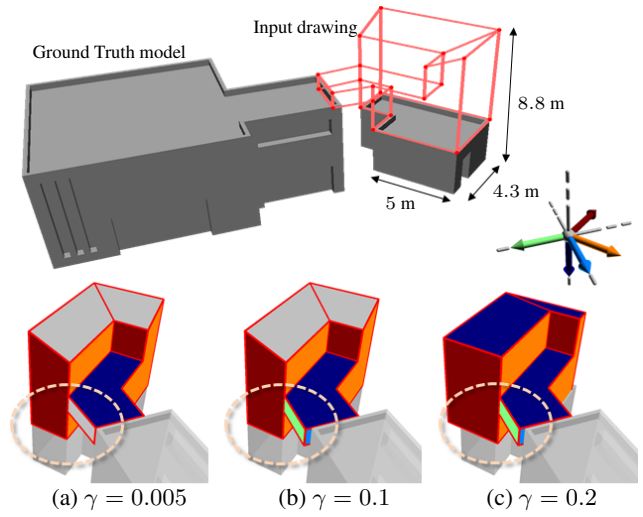 Ground Truth model
Input drawing
8.8 m
4.3 m
5 m
(a) γ = 0.005
(b) γ = 0.1
(c) γ = 0.2